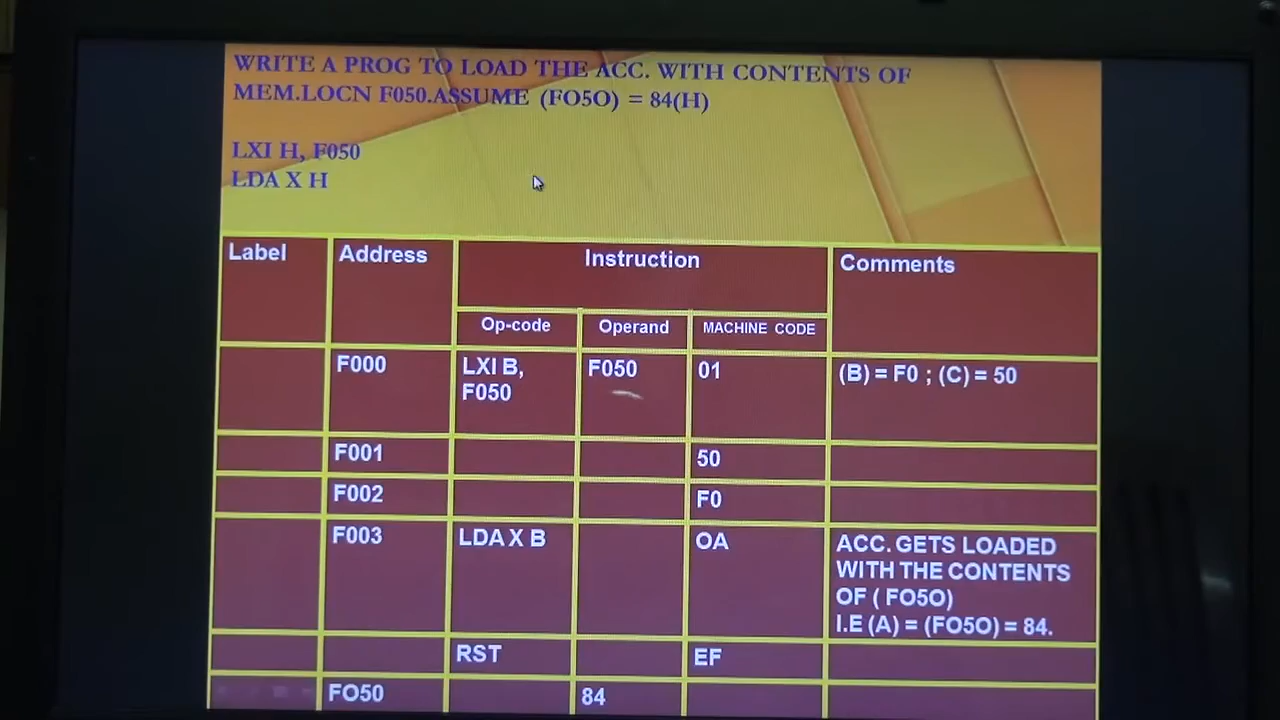 WRITE A PROG TO LOAD THE ACC. WITH CONTENTS OF
MEM.LOCN F050.ASSUME (FO5O) = 84(H)
LXI H, F050
LDA X H
Label Address Instruction Comments
Op-code Operand MACHINE CODE
F000 LXI B, F050 01 (B) = F0 ; (C) = 50
F050
F001 50
F002 F0
F003 LDA X B OA ACC. GETS LOADED
WITH THE CONTENTS
OF ( FO5O)
I.E (A) = (FO5O) = 84.
RST EF
FO50 84